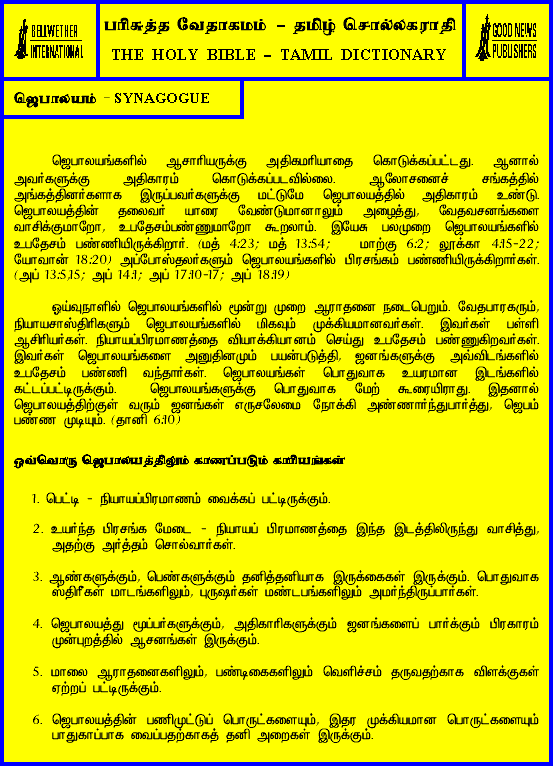 BELLWETHER
INTERNATIONAL
பரிசுத்த வேதாகமம் – தமிழ் சொல்லகராதி
THE HOLY BIBLE – TAMIL DICTIONARY
GOOD NEWS
PUBLISHERS
ஜெபாலயம் - SYNAGOGUE
ஜெபாலயங்களில் ஆசாரியருக்கு அதிகமரியாதை கொடுக்கப்பட்டது. ஆனால்
அவர்களுக்கு அதிகாரம் கொடுக்கப்படவில்லை. ஆலோசனைச் சங்கத்தில்
அங்கத்தினர்களாக இருப்பவர்களுக்கு மட்டுமே ஜெபாலயத்தில் அதிகாரம் உண்டு.
ஜெபாலயத்தின் தலைவர் யாரை வேண்டுமானாலும் அழைத்து, வேதவசனங்களை
வாசிக்குமாறோ, உபதேசம்பண்ணுமாறோ கூறலாம். இயேசு பலமுறை ஜெபாலயங்களில்
உபதேசம் பண்ணியிருக்கிறார். (மத் 4:23; மத் 13:54; மாற்கு 6:2; லூக்கா 4:15-22;
யோவான் 18:20) அப்போஸ்தலர்களும் ஜெபாலயங்களில் பிரசங்கம் பண்ணியிருக்கிறார்கள்.
(அப் 13:5,15; அப் 14:1; அப் 17:10-17; அப் 18:19)
ஓய்வுநாளில் ஜெபாலயங்களில் மூன்று முறை ஆராதனை நடைபெறும். வேதபாரகரும்,
நியாயசாஸ்திரிகளும் ஜெபாலயங்களில் மிகவும் முக்கியமானவர்கள். இவர்கள் பள்ளி
ஆசிரியர்கள். நியாயப்பிரமாணத்தை வியாக்கியானம் செய்து உபதேசம் பண்ணுகிறவர்கள்.
இவர்கள் ஜெபாலயங்களை அனுதினமும் பயன்படுத்தி, ஜனங்களுக்கு அவ்விடங்களில்
உபதேசம் பண்ணி வந்தார்கள். ஜெபாலயங்கள் பொதுவாக உயரமான இடங்களில்
கட்டப்பட்டிருக்கும். ஜெபாலயங்களுக்கு பொதுவாக மேற் கூரையிராது. இதனால்
ஜெபாலயத்திற்குள் வரும் ஜனங்கள் எருசலேமை நோக்கி அண்ணார்ந்துபார்த்து, ஜெபம்
பண்ண முடியும். (தானி 6:10)
ஒவ்வொரு ஜெபாலயத்திலும் காணப்படும் காரியங்கள்
1. பெட்டி - நியாயப்பிரமாணம் வைக்கப் பட்டிருக்கும்.
2. உயர்ந்த பிரசங்க மேடை - நியாயப் பிரமாணத்தை இந்த இடத்திலிருந்து வாசித்து,
அதற்கு அர்த்தம் சொல்வார்கள்.
3. ஆண்களுக்கும், பெண்களுக்கும் தனித்தனியாக இருக்கைகள் இருக்கும். பொதுவாக
ஸ்திரீகள் மாடங்களிலும், புருஷர்கள் மண்டபங்களிலும் அமர்ந்திருப்பார்கள்.
4. ஜெபாலயத்து மூப்பர்களுக்கும், அதிகாரிகளுக்கும் ஜனங்களைப் பார்க்கும் பிரகாரம்
முன்புறத்தில் ஆசனங்கள் இருக்கும்.
5. மாலை ஆராதனைகளிலும், பண்டிகைகளிலும் வெளிச்சம் தருவதற்காக விளக்குகள்
ஏற்றப் பட்டிருக்கும்.
6. ஜெபாலயத்தின் பணிமுட்டுப் பொருட்களையும், இதர முக்கியமான பொருட்களையும்
பாதுகாப்பாக வைப்பதற்காகத் தனி அறைகள் இருக்கும்.